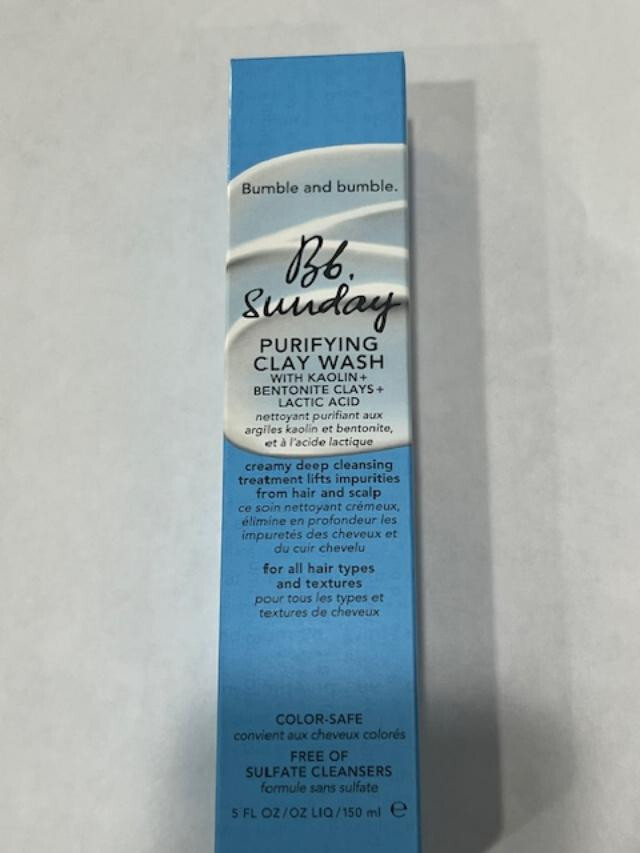 Bumble and bumble.
Bb.
Sunday
PURIFYING
CLAY WASH
WITH KAOLIN+
BENTONITE CLAYS+
LACTIC ACID
nettoyant purifiant aux
argiles kaolin et bentonite,
et à l'acide lactique
creamy deep cleansing
treatment lifts impurities
from hair and scalp
ce soin nettoyant crémeux,
élimine en profondeur les
impuretés des cheveux et
du cuir chevelu
for all hair types
and textures
pour tous les types et
textures de cheveux
COLOR-SAFE
convient aux cheveux colorés
FREE OF
SULFATE CLEANSERS
formule sans sulfate
5 FL OZ/OZ LIQ/150 ml ℮